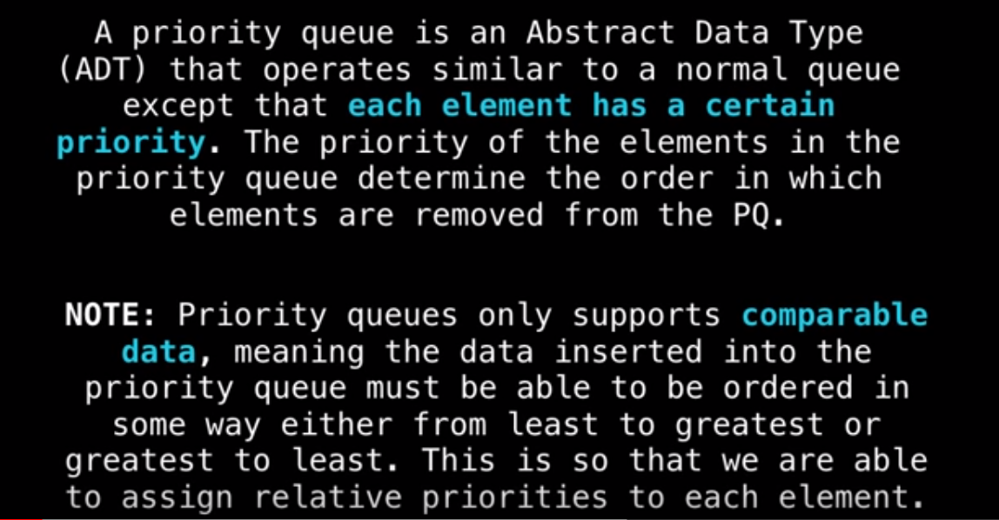 A priority queue is an Abstract Data Type
(ADT) that operates similar to a normal queue
except that each element has a certain
priority. The priority of the elements in the
priority queue determine the order in which
elements are removed from the PQ.
NOTE: Priority queues only supports comparable
data, meaning the data inserted into the
priority queue must be able to be ordered in
some way either from least to greatest or
greatest to least. This is so that we are able
to assign relative priorities to each element.